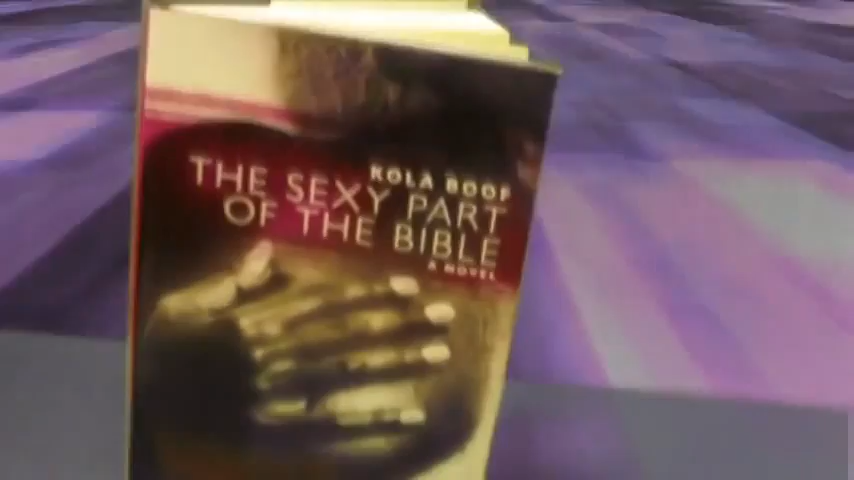 KOLA BOOF
THE SEXY PART
OF THE BIBLE
A NOVEL